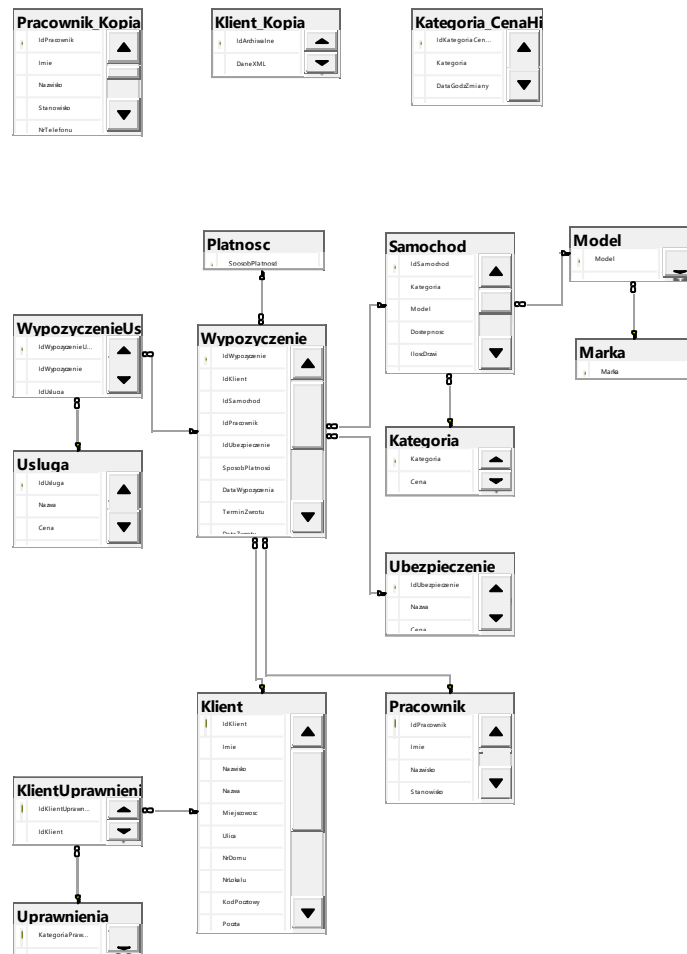 Pracownik_Kopia
IdPracownik
Imie
Nazwisko
Stanowisko
NrTelefonu
Klient_Kopia
IdArchiwalne
DaneXML
Kategoria_CenaHi
IdKategoriaCen...
Kategoria
DataGodzZmiany
Platnosc
SposobPlatnosci
Samochod
IdSamochod
Kategoria
Model
Dostepnosc
IloscDrzwi
Model
Model
Marka
Marka
WypozyczenieUs
IdWypozyczenieU...
IdWypozyczenie
IdUsluga
Wypozyczenie
IdWypozyczenie
IdKlient
IdSamochod
IdPracownik
IdUbezpieczenie
SposobPlatnosci
DataWypozyczenia
TerminZwrotu
DataZwrotu
Usluga
IdUsluga
Nazwa
Cena
Kategoria
Kategoria
Cena
Ubezpieczenie
IdUbezpieczenie
Nazwa
Cena
Klient
IdKlient
Imie
Nazwisko
Nazwa
Miejscowosc
Ulica
NrDomu
NrLokalu
KodPocztowy
Poczta
Pracownik
IdPracownik
Imie
Nazwisko
Stanowisko
KlientUprawnieni
IdKlientUprawn...
IdKlient
Uprawnienia
KategoriaPraw...